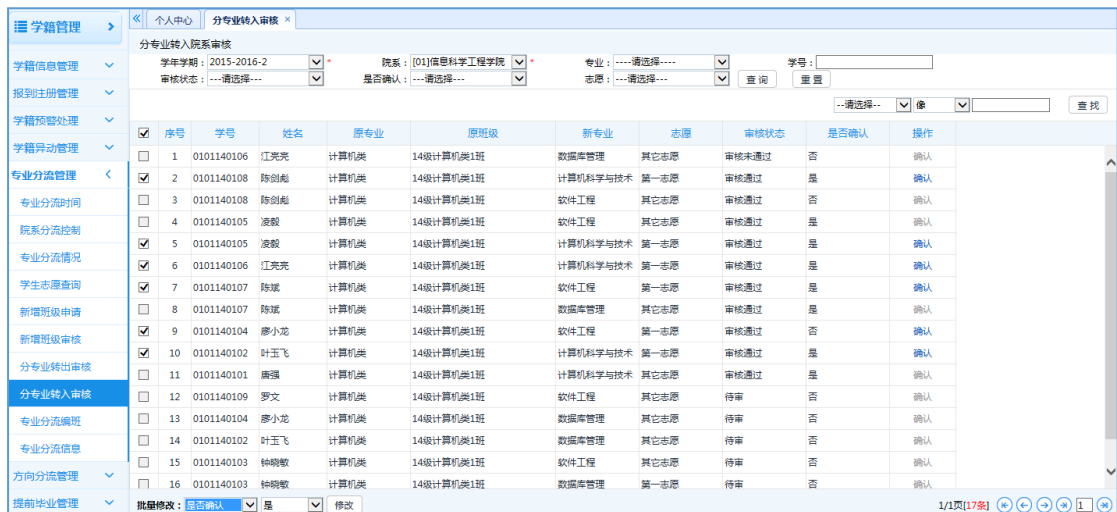 学籍管理
学籍信息管理
报到注册管理
学籍预警处理
学籍异动管理
专业分流管理
专业分流时间
院系分流控制
专业分流情况
学生志愿查询
新增班级申请
新增班级审核
分专业转出审核
分专业转入审核
专业分流编班
专业分流信息
方向分流管理
提前毕业管理
个人中心 分专业转入审核 ×
分专业转入院系审核
学年学期：2015-2016-2 * 院系：[01]信息科学工程学院 * 专业：----请选择---- 学号：
审核状态：---请选择--- 是否确认：---请选择--- 志愿：---请选择--- 查询 重置
--请选择-- 像 查找
序号 学号 姓名 原专业 原班级 新专业 志愿 审核状态 是否确认 操作
1 0101140106 江亮亮 计算机类 14级计算机类1班 数据库管理 其它志愿 审核未通过 否 确认
2 0101140108 陈剑彪 计算机类 14级计算机类1班 计算机科学与技术 第一志愿 审核通过 是 确认
3 0101140108 陈剑彪 计算机类 14级计算机类1班 软件工程 其它志愿 审核通过 否 确认
4 0101140105 凌毅 计算机类 14级计算机类1班 软件工程 其它志愿 审核通过 是 确认
5 0101140105 凌毅 计算机类 14级计算机类1班 计算机科学与技术 第一志愿 审核通过 是 确认
6 0101140106 江亮亮 计算机类 14级计算机类1班 计算机科学与技术 第一志愿 审核通过 是 确认
7 0101140107 陈斌 计算机类 14级计算机类1班 软件工程 第一志愿 审核通过 是 确认
8 0101140107 陈斌 计算机类 14级计算机类1班 数据库管理 其它志愿 审核通过 否 确认
9 0101140104 廖小龙 计算机类 14级计算机类1班 软件工程 第一志愿 审核通过 否 确认
10 0101140102 叶玉飞 计算机类 14级计算机类1班 计算机科学与技术 第一志愿 审核通过 是 确认
11 0101140101 唐强 计算机类 14级计算机类1班 计算机科学与技术 其它志愿 审核通过 是 确认
12 0101140109 罗文 计算机类 14级计算机类1班 软件工程 其它志愿 待审 否 确认
13 0101140104 廖小龙 计算机类 14级计算机类1班 数据库管理 其它志愿 待审 否 确认
14 0101140102 叶玉飞 计算机类 14级计算机类1班 数据库管理 其它志愿 待审 否 确认
15 0101140103 钟晓敏 计算机类 14级计算机类1班 软件工程 其它志愿 待审 否 确认
16 0101140103 钟晓敏 计算机类 14级计算机类1班 数据库管理 第一志愿 待审 否 确认
批量修改：是否确认 是 修改 1/1页[17条] 1